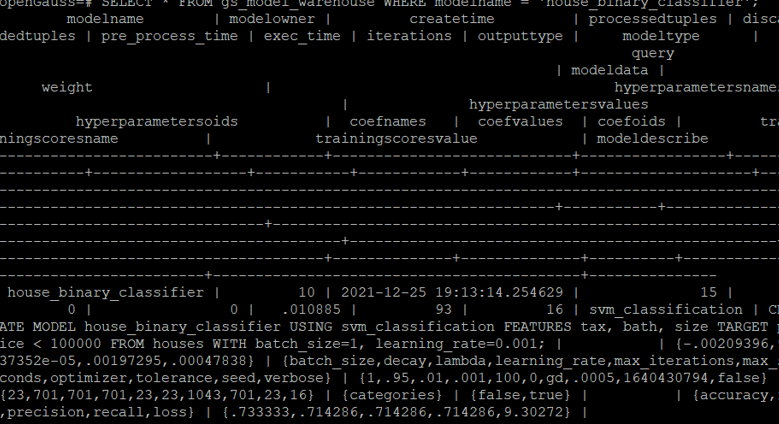 openGauss=# SELECT * FROM gs_model_warehouse WHERE modelname = 'house_binary_classifier';
modelname | modelowner | createtime | processedtuples | disca
dedtuples | pre_process_time | exec_time | iterations | outputtype | modeltype |
query
| modeldata |
weight | hyperparametersnames
| hyperparametersvalues
hyperparametersoids | coefnames | coefvalues | coefoids | tra
ningscoresname | trainingscoresvalue | modeldescribe
house_binary_classifier | 10 | 2021-12-25 19:13:14.254629 | 15 |
0 | 0 | .010885 | 93 | 16 | svm_classification | C
ATE MODEL house_binary_classifier USING svm_classification FEATURES tax, bath, size TARGET p
ice < 100000 FROM houses WITH batch_size=1, learning_rate=0.001; | | {-.00209396,
37352e-05,.00197295,.00047838} | {batch_size,decay,lambda,learning_rate,max_iterations,max_s
conds,optimizer,tolerance,seed,verbose} | {1,.95,.01,.001,100,0,gd,.0005,1640430794,false}
{23,701,701,701,23,23,1043,701,23,16} | {categories} | {false,true} | | {accuracy,
,precision,recall,loss} | {.733333,.714286,.714286,.714286,9.30272} |